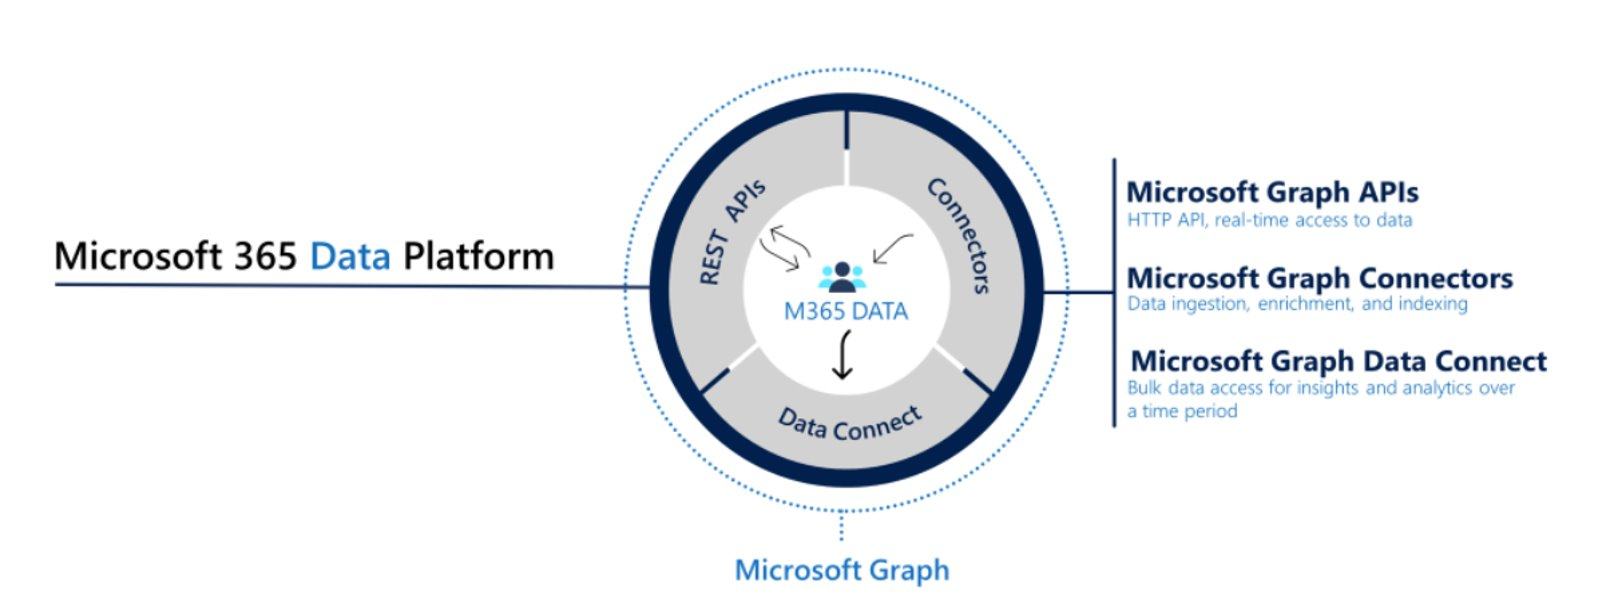 Microsoft 365 Data Platform
REST APIs
Connectors
M365 DATA
Data Connect
Microsoft Graph
Microsoft Graph APIs
HTTP API, real-time access to data
Microsoft Graph Connectors
Data ingestion, enrichment, and indexing
Microsoft Graph Data Connect
Bulk data access for insights and analytics over
a time period